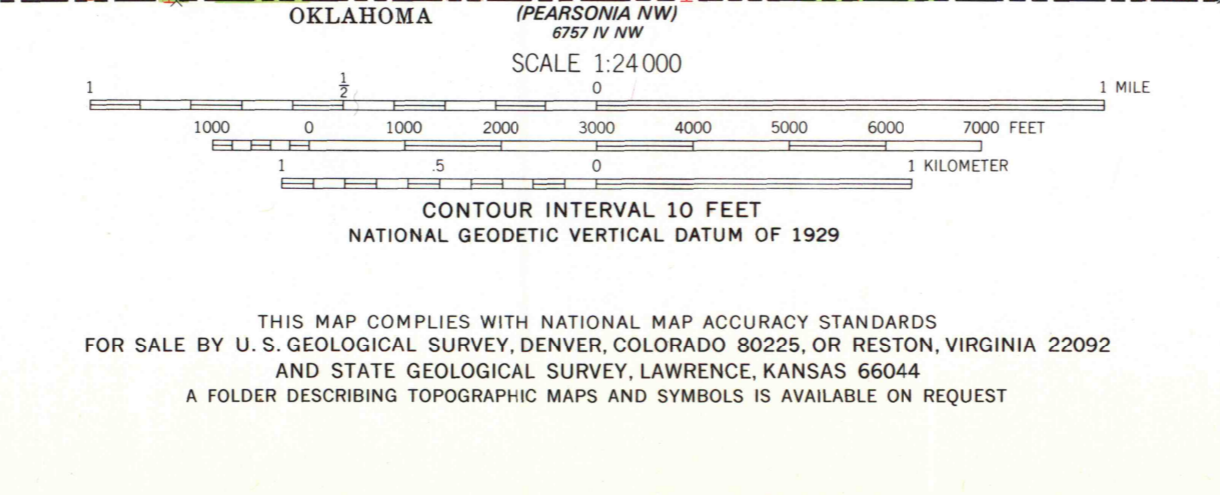 OKLAHOMA (PEARSONIA NW)
6757 IV NW
SCALE 1:24 000
1 1/2 0 1 MILE
1000 0 1000 2000 3000 4000 5000 6000 7000 FEET
1 .5 0 1 KILOMETER
CONTOUR INTERVAL 10 FEET
NATIONAL GEODETIC VERTICAL DATUM OF 1929
THIS MAP COMPLIES WITH NATIONAL MAP ACCURACY STANDARDS
FOR SALE BY U. S. GEOLOGICAL SURVEY, DENVER, COLORADO 80225, OR RESTON, VIRGINIA 22092
AND STATE GEOLOGICAL SURVEY, LAWRENCE, KANSAS 66044
A FOLDER DESCRIBING TOPOGRAPHIC MAPS AND SYMBOLS IS AVAILABLE ON REQUEST